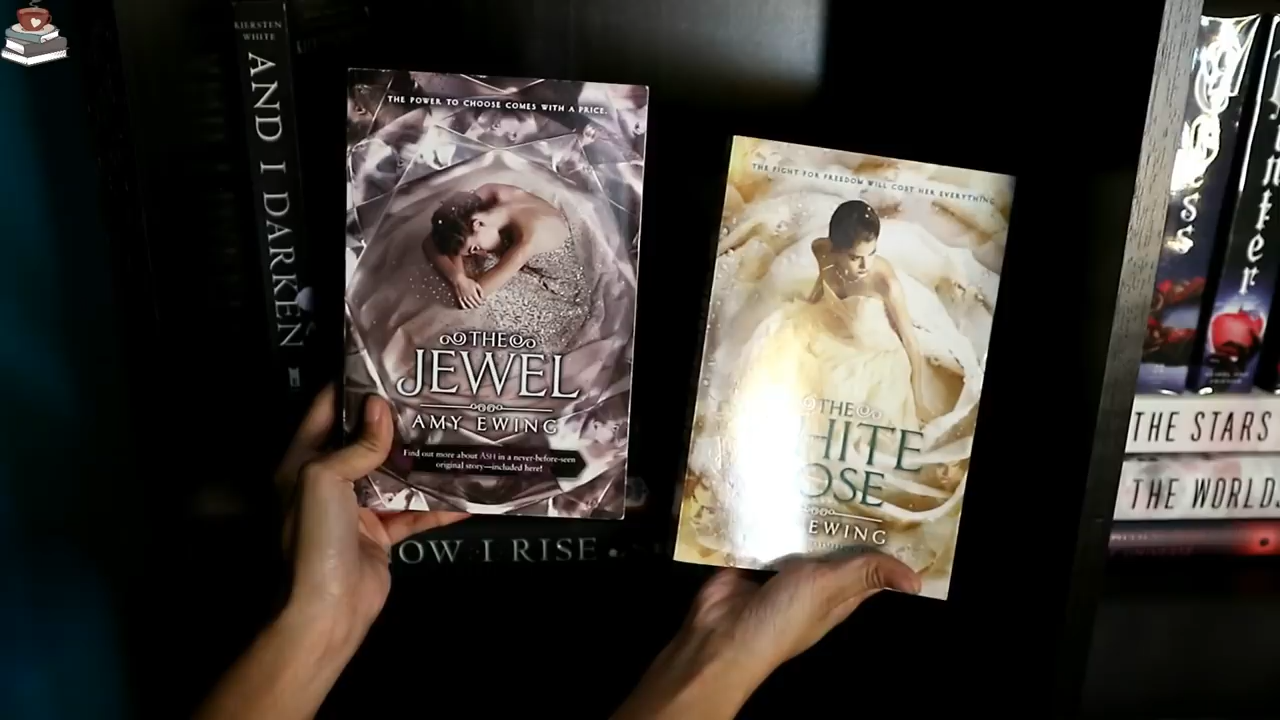 KIERSTEN
WHITE
AND I DARKEN
THE POWER TO CHOOSE COMES WITH A PRICE.
THE
JEWEL
AMY EWING
Find out more about ASH in a never-before-seen
original story—included here!
THE FIGHT FOR FREEDOM WILL COST HER EVERYTHING
THE
HITE
OSE
EWING
OW I RISE
THE STARS
THE WORLD